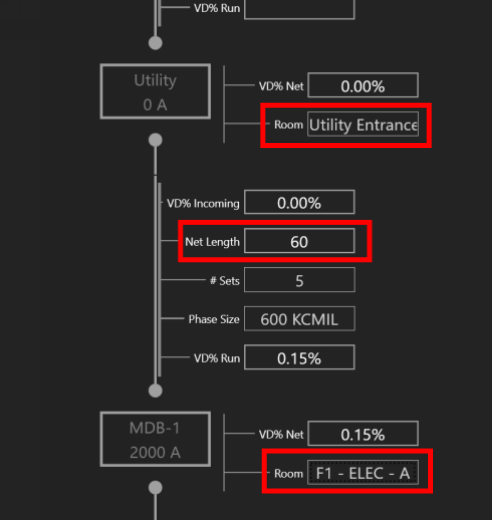 VD% Run
Utility
0 A
VD% Net 0.00%
Room Utility Entrance
VD% Incoming 0.00%
Net Length 60
# Sets 5
Phase Size 600 KCMIL
VD% Run 0.15%
MDB-1
2000 A
VD% Net 0.15%
Room F1 - ELEC - A